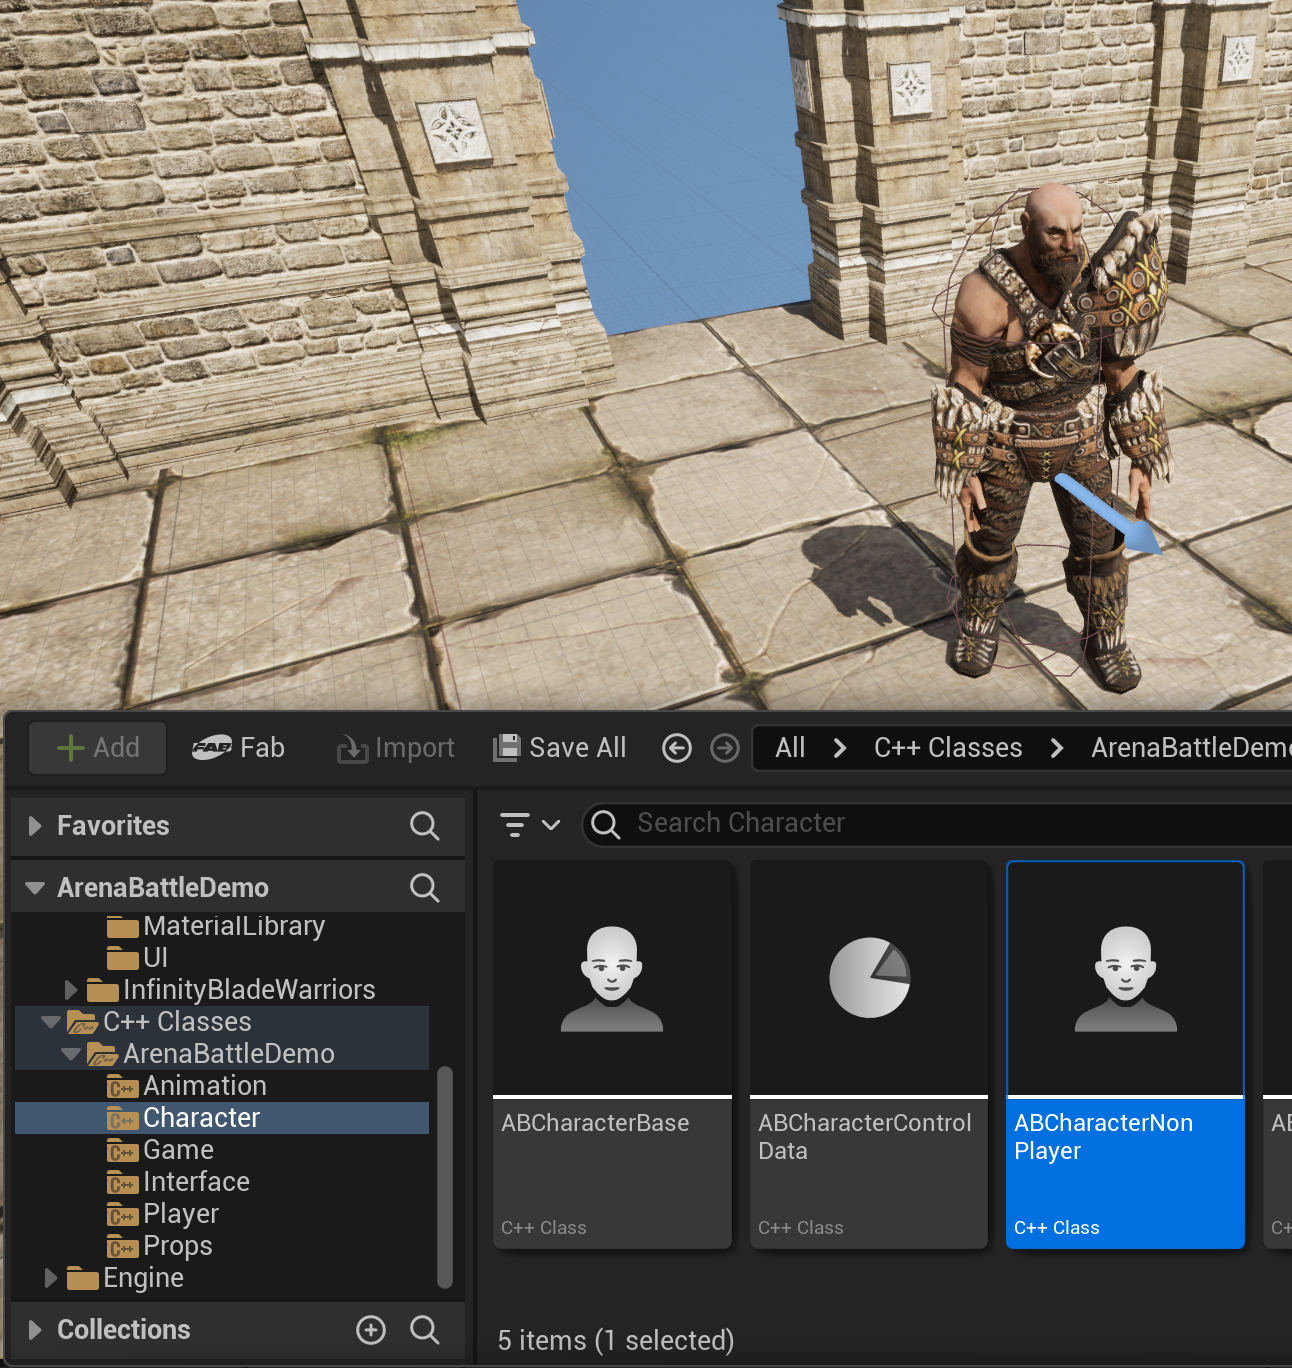 Add
FAB Fab
Import
Save All
All > C++ Classes > ArenaBattleDem
Favorites
Search Character
ArenaBattleDemo
MaterialLibrary
UI
InfinityBladeWarriors
C++ Classes
ArenaBattleDemo
C++ Animation
C++ Character
C++ Game
C++ Interface
C++ Player
C++ Props
Engine
Collections
ABCharacterBase
C++ Class
ABCharacterControl
Data
C++ Class
ABCharacterNon
Player
C++ Class
5 items (1 selected)